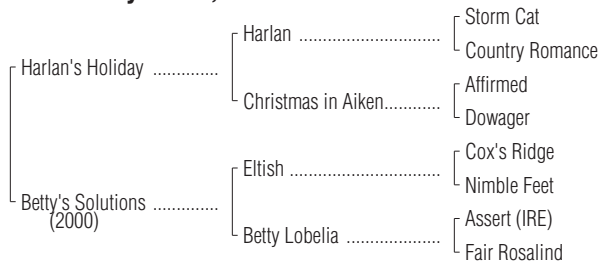 Storm Cat
Harlan ......................
Country Romance
Harlan's Holiday ..............
Affirmed
Christmas in Aiken............
Dowager
Cox's Ridge
Eltish ........................
Nimble Feet
Betty's Solutions ..............
(2000)
Assert (IRE)
Betty Lobelia ...................
Fair Rosalind